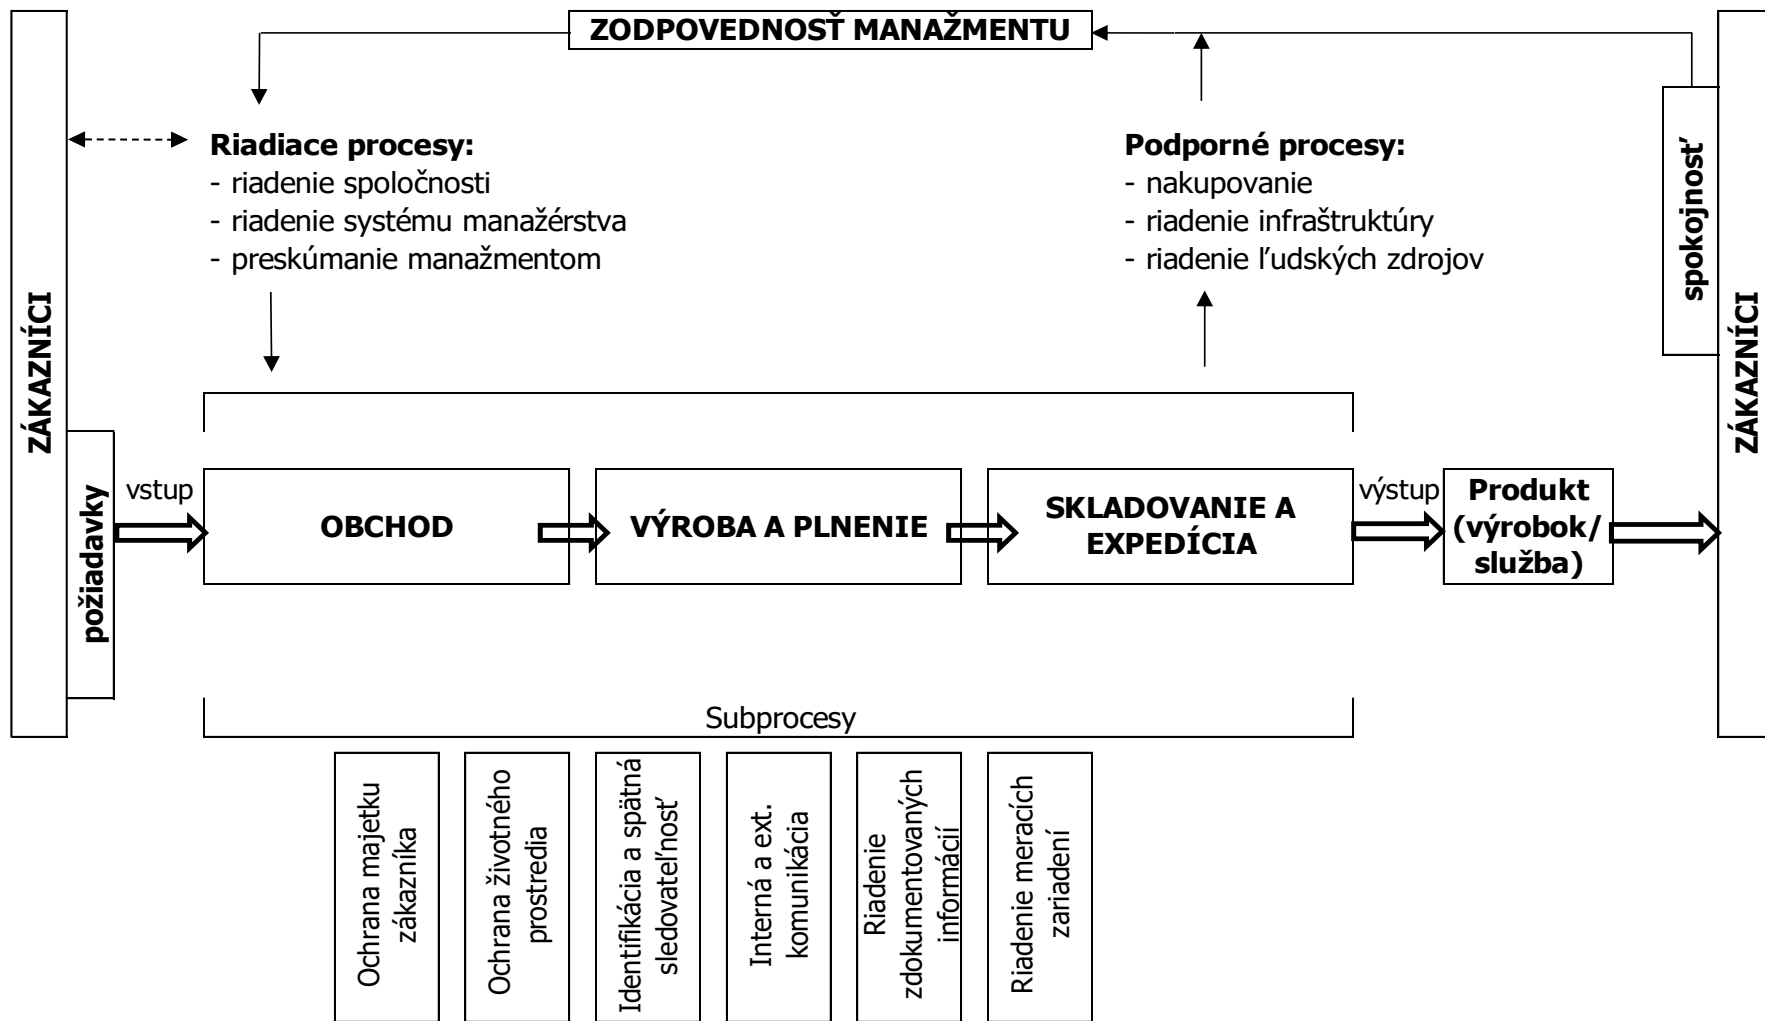 ZODPOVEDNOSŤ MANAŽMENTU
ZÁKAZNÍCI
Riadiace procesy:
- riadenie spoločnosti
- riadenie systému manažérstva
- preskúmanie manažmentom
Podporné procesy:
- nakupovanie
- riadenie infraštruktúry
- riadenie ľudských zdrojov
spokojnosť
ZÁKAZNÍCI
požiadavky
vstup
OBCHOD
VÝROBA A PLNENIE
SKLADOVANIE A
EXPEDÍCIA
výstup
Produkt
(výrobok/
služba)
Subprocesy
Ochrana majetku
zákazníka
Ochrana životného
prostredia
Identifikácia a spätná
sledovateľnosť
Interná a ext.
komunikácia
Riadenie
zdokumentovaných
informácií
Riadenie meracích
zariadení